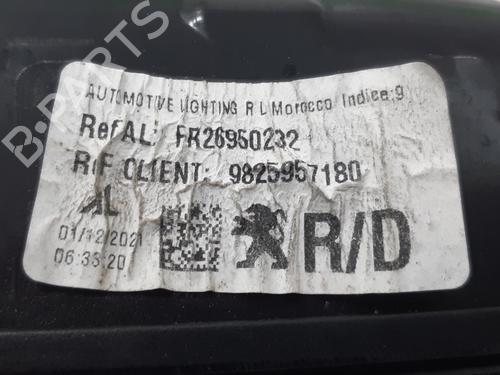 AUTOMOTIVE LIGHTING R L Morocco Indice:9
Ref AL: FR26950232
REF CLIENT: 9825957180
AL
01/12/2021
06:33:20
R/D
B-PARTS